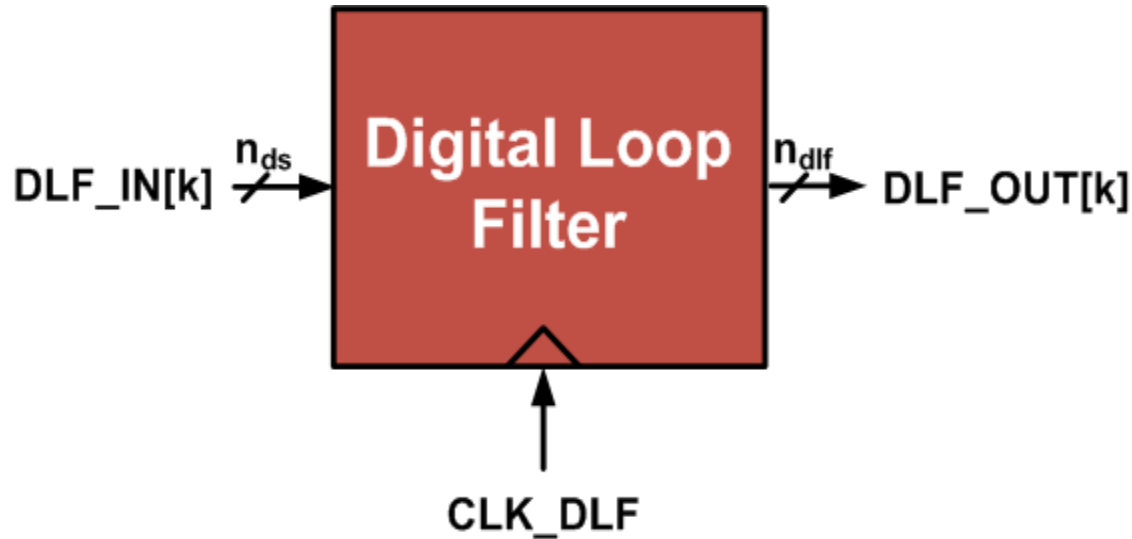 Digital Loop
Filter
DLF_IN[k]
n_ds
n_dlf
DLF_OUT[k]
CLK_DLF